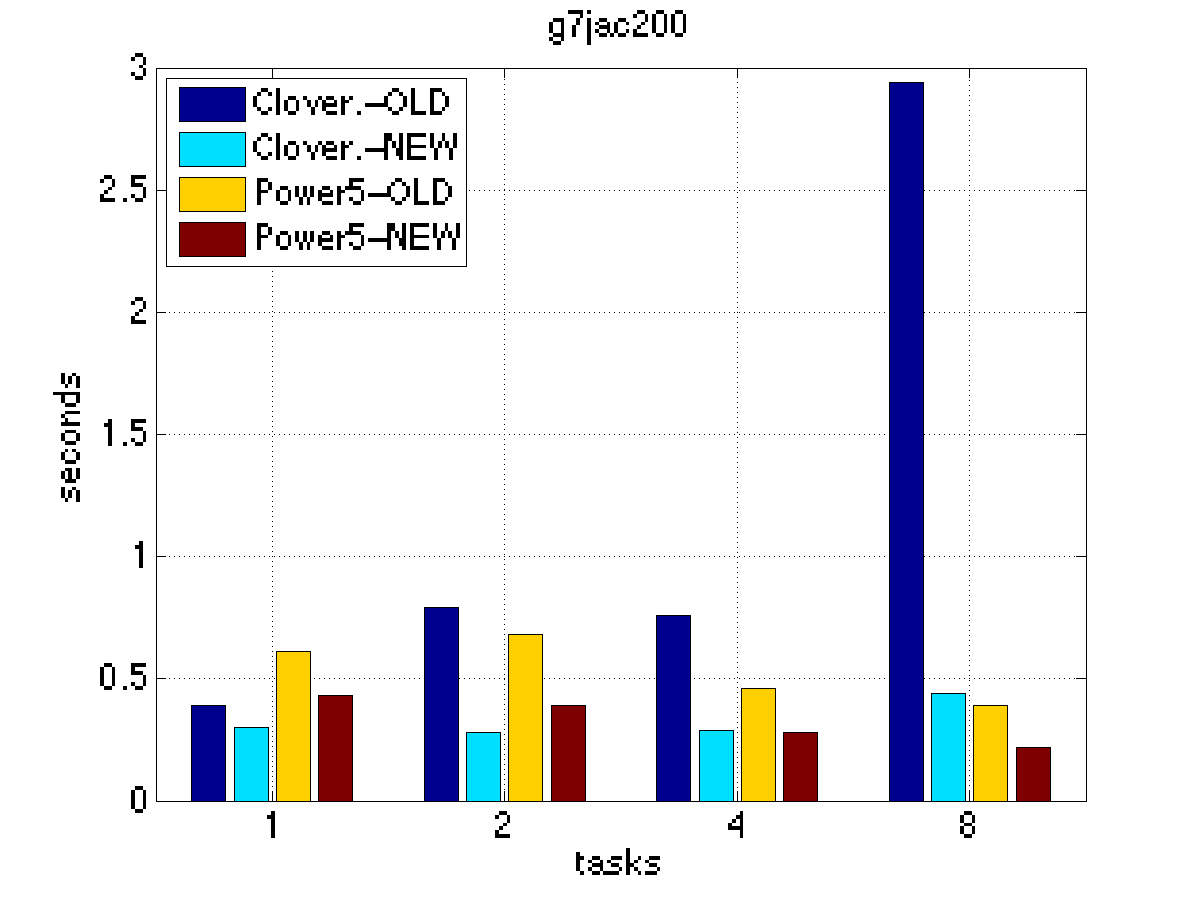 g7jac200
3
Clover.-OLD
Clover.-NEW
Power5-OLD
Power5-NEW
2.5
2
1.5
1
0.5
0
seconds
1 2 4 8
tasks